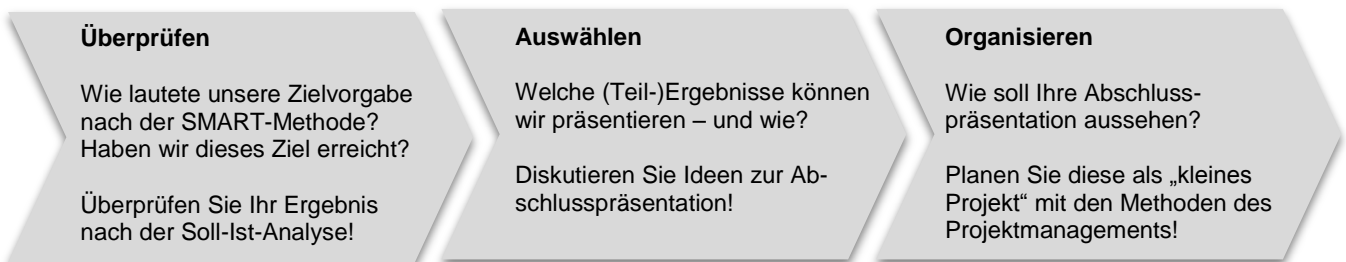 Überprüfen
Wie lautete unsere Zielvorgabe
nach der SMART-Methode?
Haben wir dieses Ziel erreicht?
Überprüfen Sie Ihr Ergebnis
nach der Soll-Ist-Analyse!
Auswählen
Welche (Teil-)Ergebnisse können
wir präsentieren – und wie?
Diskutieren Sie Ideen zur Ab-
schlusspräsentation!
Organisieren
Wie soll Ihre Abschluss-
präsentation aussehen?
Planen Sie diese als „kleines
Projekt“ mit den Methoden des
Projektmanagements!